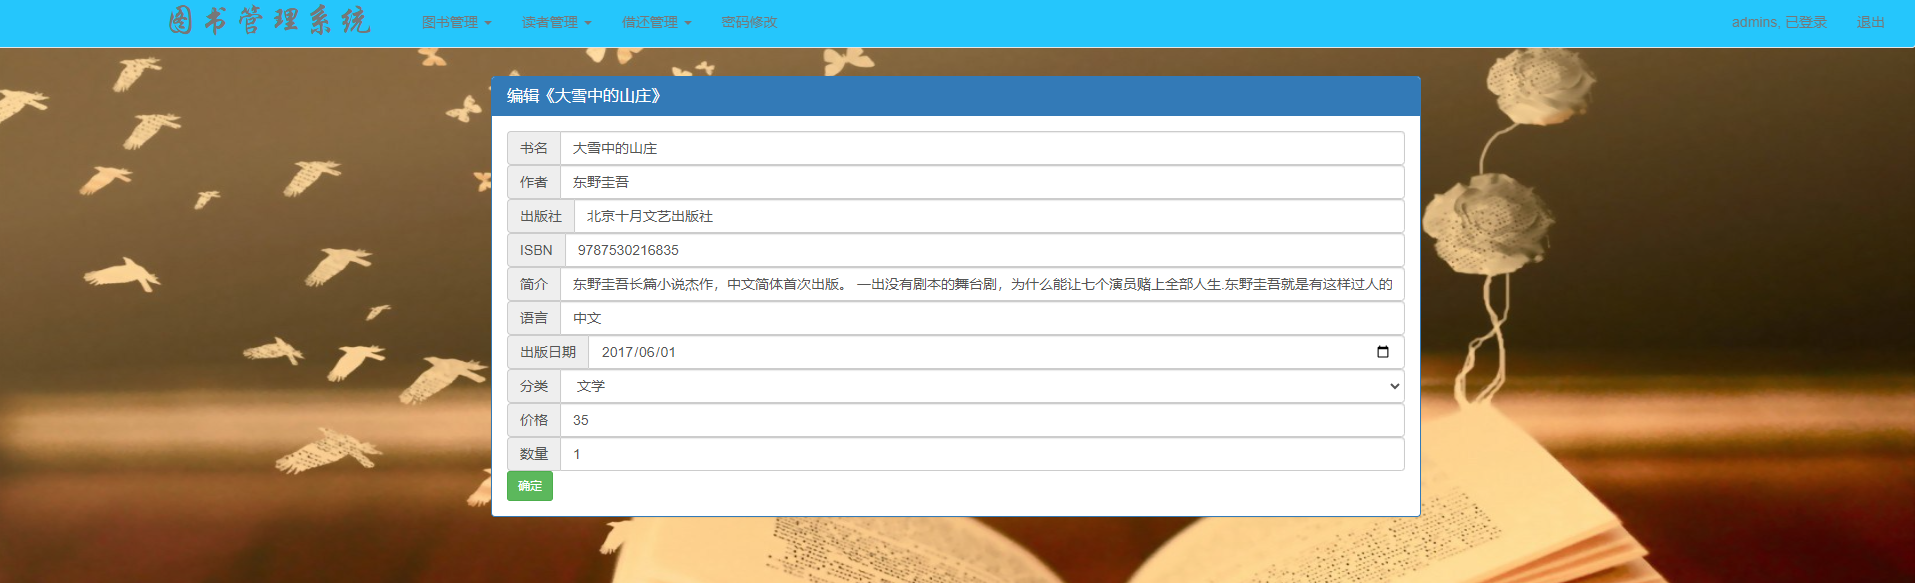 图书管理系统 图书管理 读者管理 借还管理 密码修改 admins, 已登录 退出
编辑《大雪中的山庄》
书名 大雪中的山庄
作者 东野圭吾
出版社 北京十月文艺出版社
ISBN 9787530216835
简介 东野圭吾长篇小说杰作，中文简体首次出版。 一出没有剧本的舞台剧，为什么能让七个演员赌上全部人生.东野圭吾就是有这样过人的
语言 中文
出版日期 2017/06/01
分类 文学
价格 35
数量 1
确定